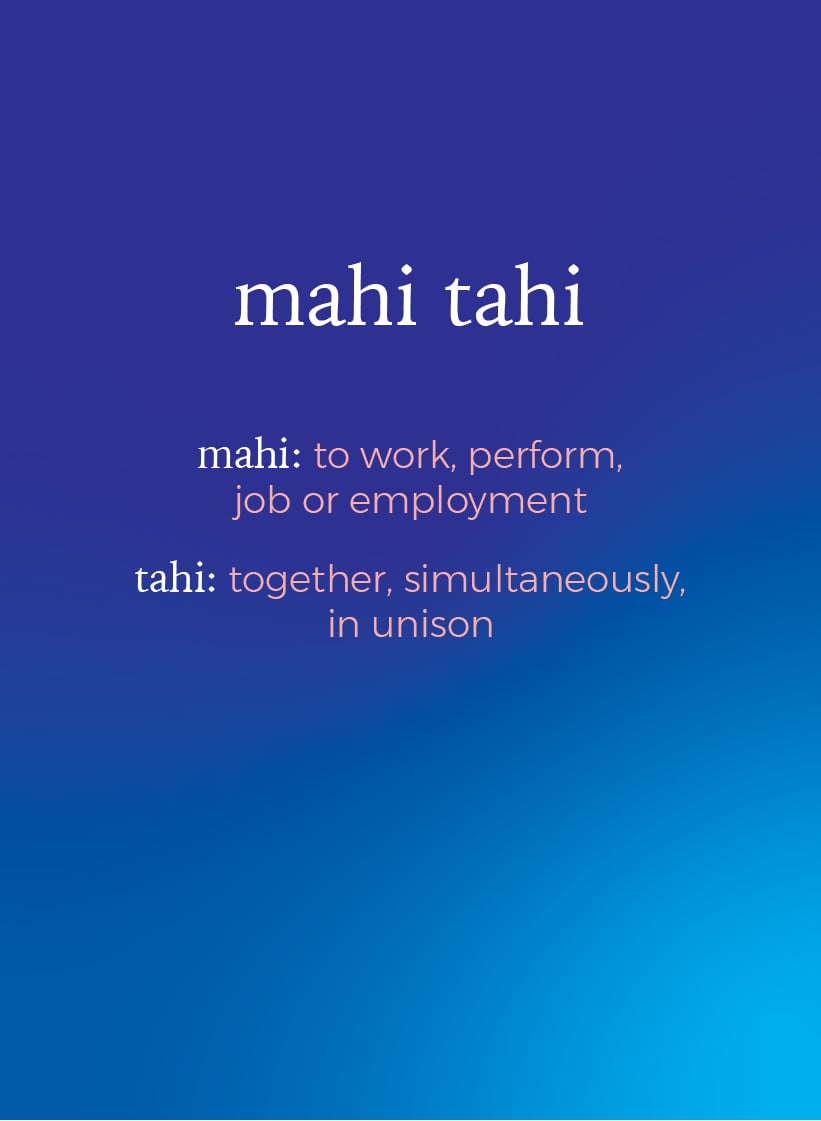 mahi tahi
mahi: to work, perform,
job or employment
tahi: together, simultaneously,
in unison